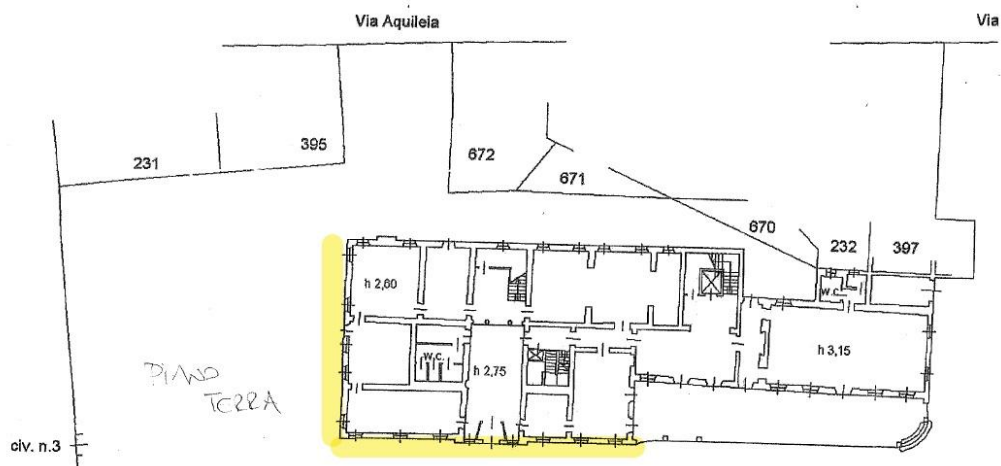 Via Aquileia
Via
231
395
672
671
670
232
397
h 2,60
W.C.
h 3,15
W.C.
h 2,75
PIANO
TERRA
civ. n.3